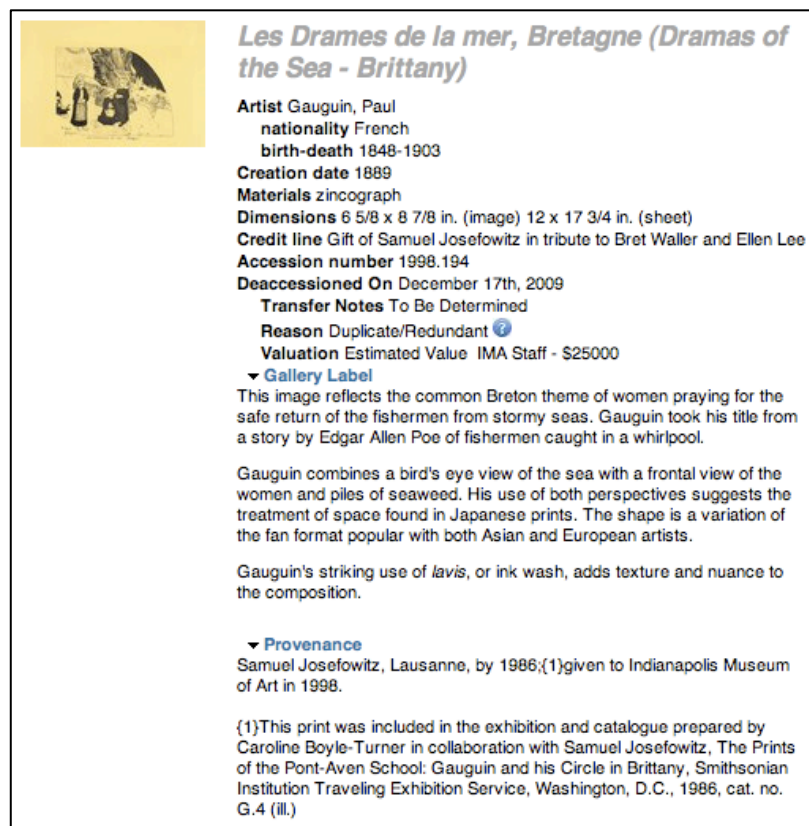 Les Drames de la mer, Bretagne (Dramas of
the Sea - Brittany)
Artist Gauguin, Paul
nationality French
birth-death 1848-1903
Creation date 1889
Materials zincograph
Dimensions 6 5/8 x 8 7/8 in. (image) 12 x 17 3/4 in. (sheet)
Credit line Gift of Samuel Josefowitz in tribute to Bret Waller and Ellen Lee
Accession number 1998.194
Deaccessioned On December 17th, 2009
Transfer Notes To Be Determined
Reason Duplicate/Redundant ?
Valuation Estimated Value IMA Staff - $25000
Gallery Label
This image reflects the common Breton theme of women praying for the
safe return of the fishermen from stormy seas. Gauguin took his title from
a story by Edgar Allen Poe of fishermen caught in a whirlpool.
Gauguin combines a bird's eye view of the sea with a frontal view of the
women and piles of seaweed. His use of both perspectives suggests the
treatment of space found in Japanese prints. The shape is a variation of
the fan format popular with both Asian and European artists.
Gauguin's striking use of lavis, or ink wash, adds texture and nuance to
the composition.
Provenance
Samuel Josefowitz, Lausanne, by 1986;{1}given to Indianapolis Museum
of Art in 1998.
{1}This print was included in the exhibition and catalogue prepared by
Caroline Boyle-Turner in collaboration with Samuel Josefowitz, The Prints
of the Pont-Aven School: Gauguin and his Circle in Brittany, Smithsonian
Institution Traveling Exhibition Service, Washington, D.C., 1986, cat. no.
G.4 (ill.)